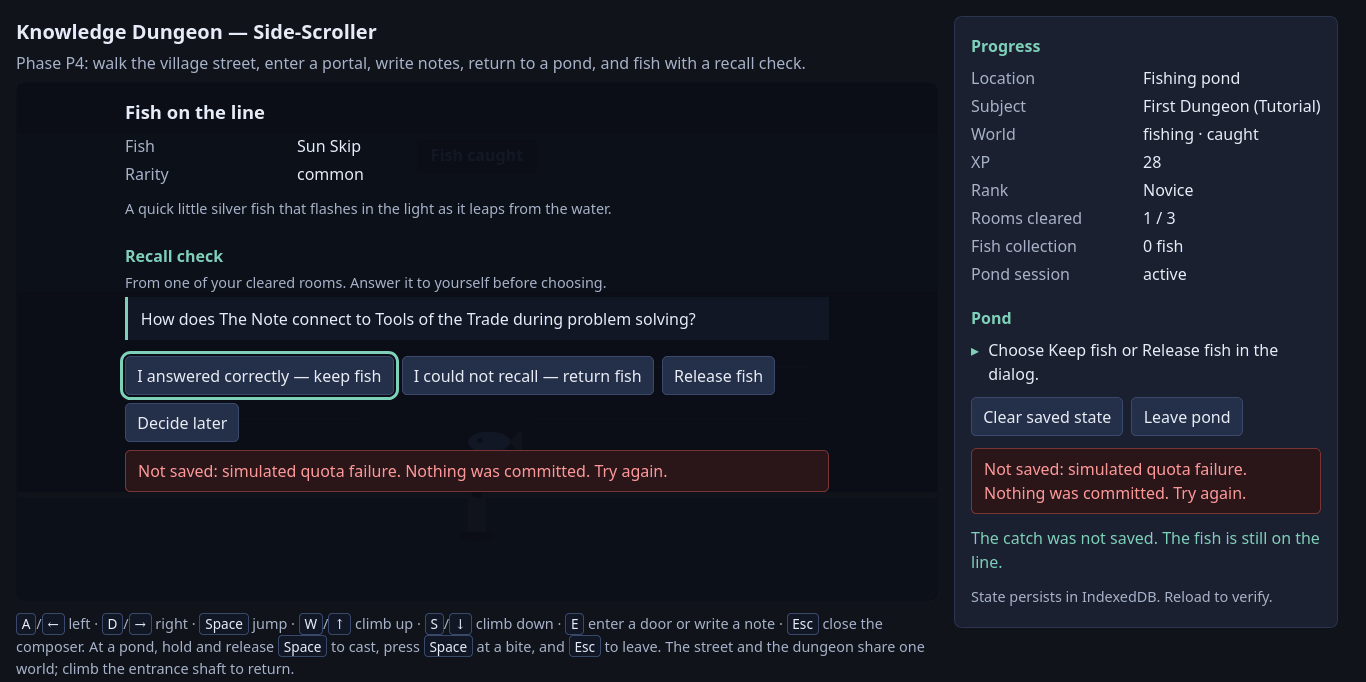 Knowledge Dungeon — Side-Scroller
Phase P4: walk the village street, enter a portal, write notes, return to a pond, and fish with a recall check.
Fish on the line
Fish Sun Skip
Fish caught
Rarity common
A quick little silver fish that flashes in the light as it leaps from the water.
Recall check
From one of your cleared rooms. Answer it to yourself before choosing.
How does The Note connect to Tools of the Trade during problem solving?
I answered correctly — keep fish
I could not recall — return fish
Release fish
Decide later
Not saved: simulated quota failure. Nothing was committed. Try again.
A/← left · D/→ right · Space jump · W/↑ climb up · S/↓ climb down · E enter a door or write a note · Esc close the
composer. At a pond, hold and release Space to cast, press Space at a bite, and Esc to leave. The street and the dungeon share one
world; climb the entrance shaft to return.
Progress
Location Fishing pond
Subject First Dungeon (Tutorial)
World fishing · caught
XP 28
Rank Novice
Rooms cleared 1 / 3
Fish collection 0 fish
Pond session active
Pond
▸ Choose Keep fish or Release fish in the
dialog.
Clear saved state
Leave pond
Not saved: simulated quota failure.
Nothing was committed. Try again.
The catch was not saved. The fish is still on the
line.
State persists in IndexedDB. Reload to verify.